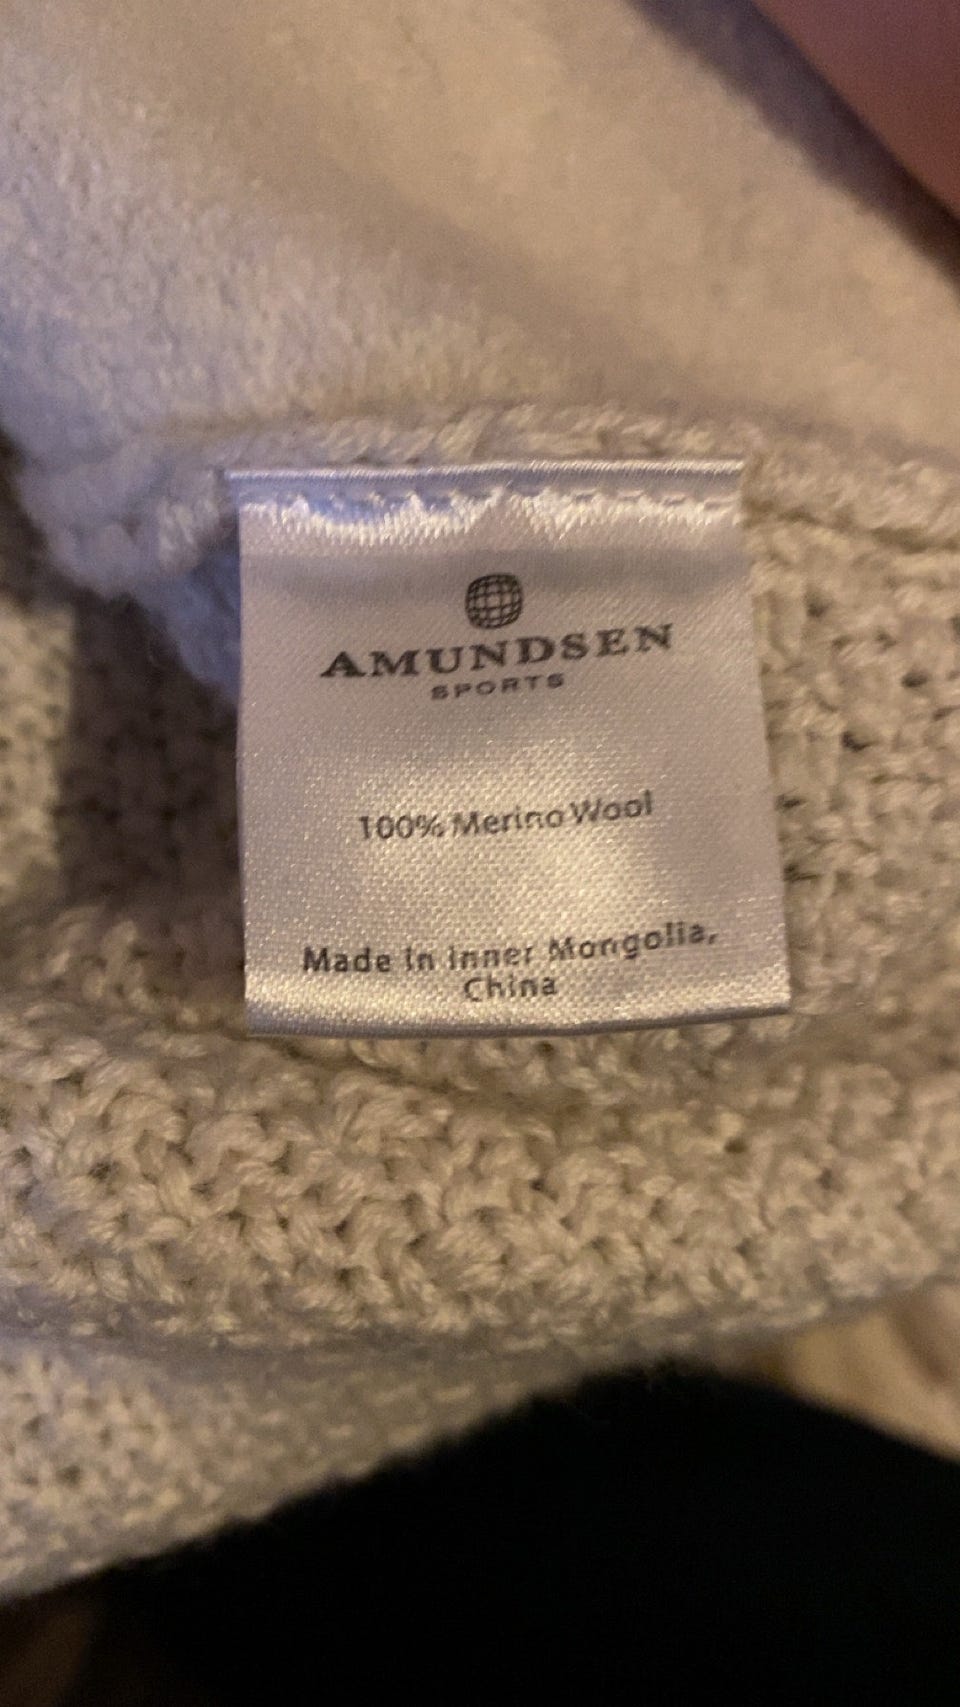 AMUNDSEN
SPORTS
100% Merino Wool
Made in Inner Mongolia,
China